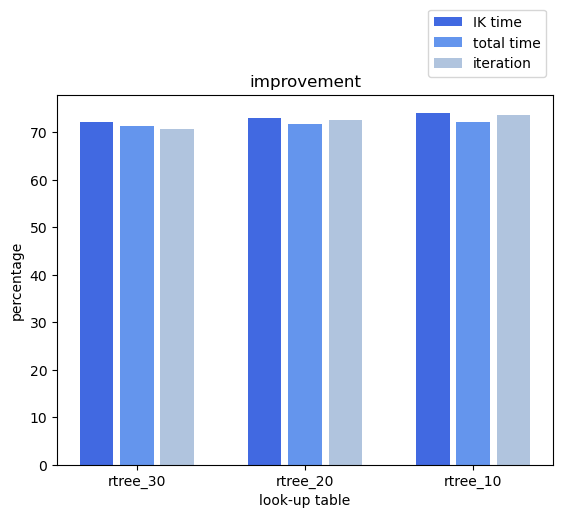 IK time
total time
iteration
improvement
percentage
70
60
50
40
30
20
10
0
rtree_30
rtree_20
rtree_10
look-up table